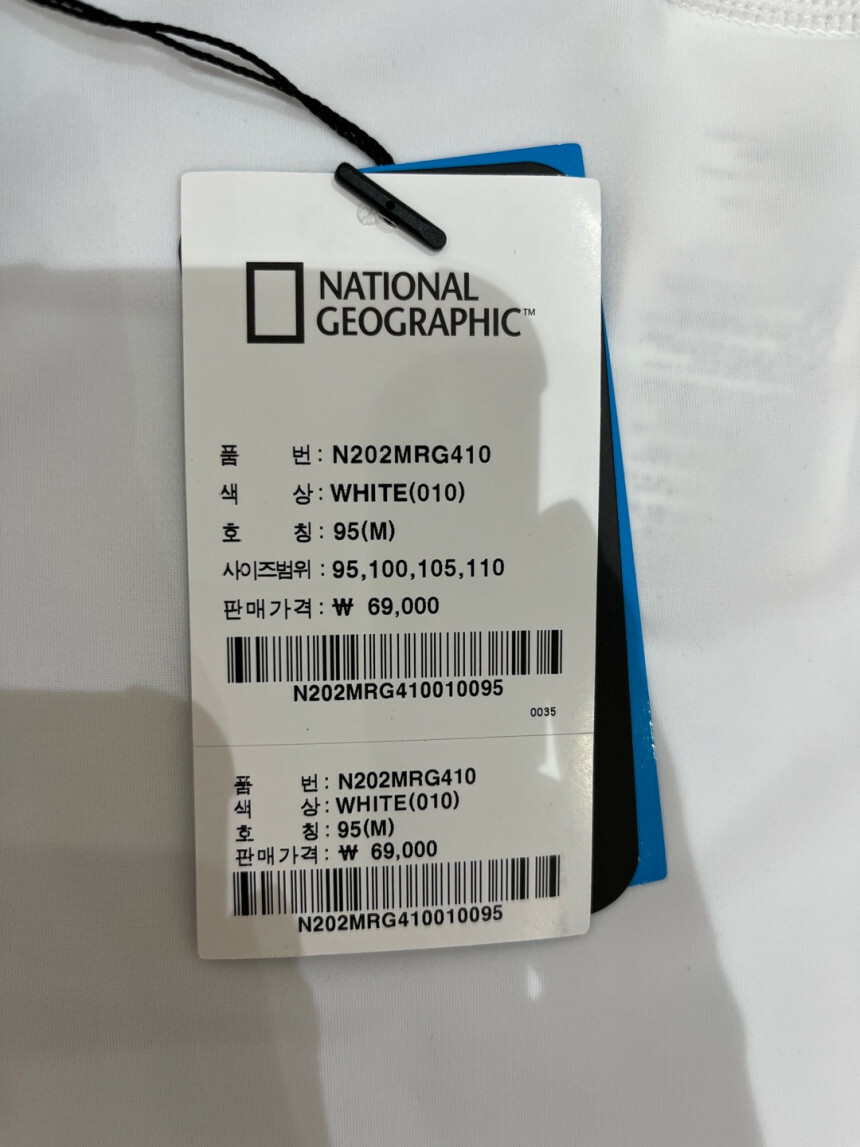 NATIONAL
GEOGRAPHIC™
품 번 : N202MRG410
색 상 : WHITE(010)
호 칭 : 95(M)
사이즈범위 : 95,100,105,110
판매가격 : ₩ 69,000
N202MRG410010095
0035
품 번 : N202MRG410
색 상 : WHITE(010)
호 칭 : 95(M)
판매가격 : ₩ 69,000
N202MRG410010095